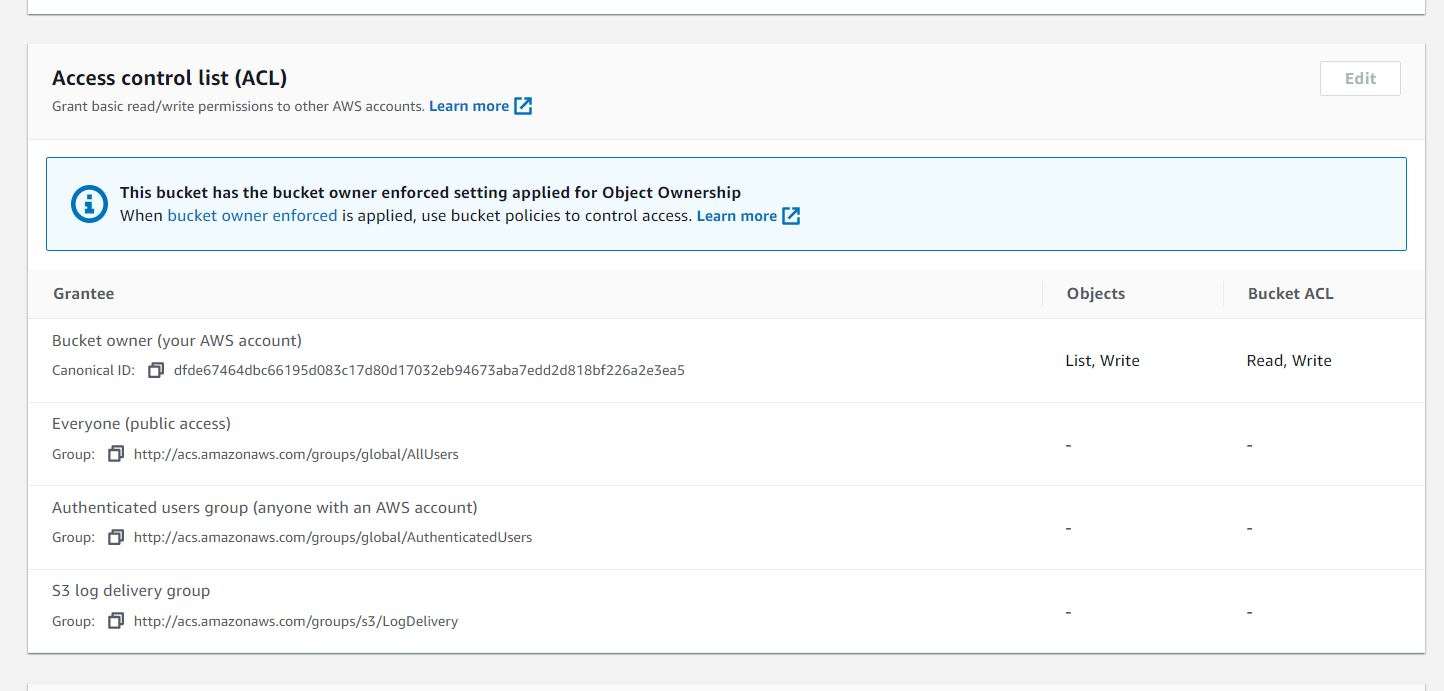 Access control list (ACL)
Edit
Grant basic read/write permissions to other AWS accounts. Learn more
This bucket has the bucket owner enforced setting applied for Object Ownership
When bucket owner enforced is applied, use bucket policies to control access. Learn more
Grantee Objects Bucket ACL
Bucket owner (your AWS account)
Canonical ID: dfde67464dbc66195d083c17d80d17032eb94673aba7edd2d818bf226a2e3ea5
List, Write Read, Write
Everyone (public access)
Group: http://acs.amazonaws.com/groups/global/AllUsers
- -
Authenticated users group (anyone with an AWS account)
Group: http://acs.amazonaws.com/groups/global/AuthenticatedUsers
- -
S3 log delivery group
Group: http://acs.amazonaws.com/groups/s3/LogDelivery
- -